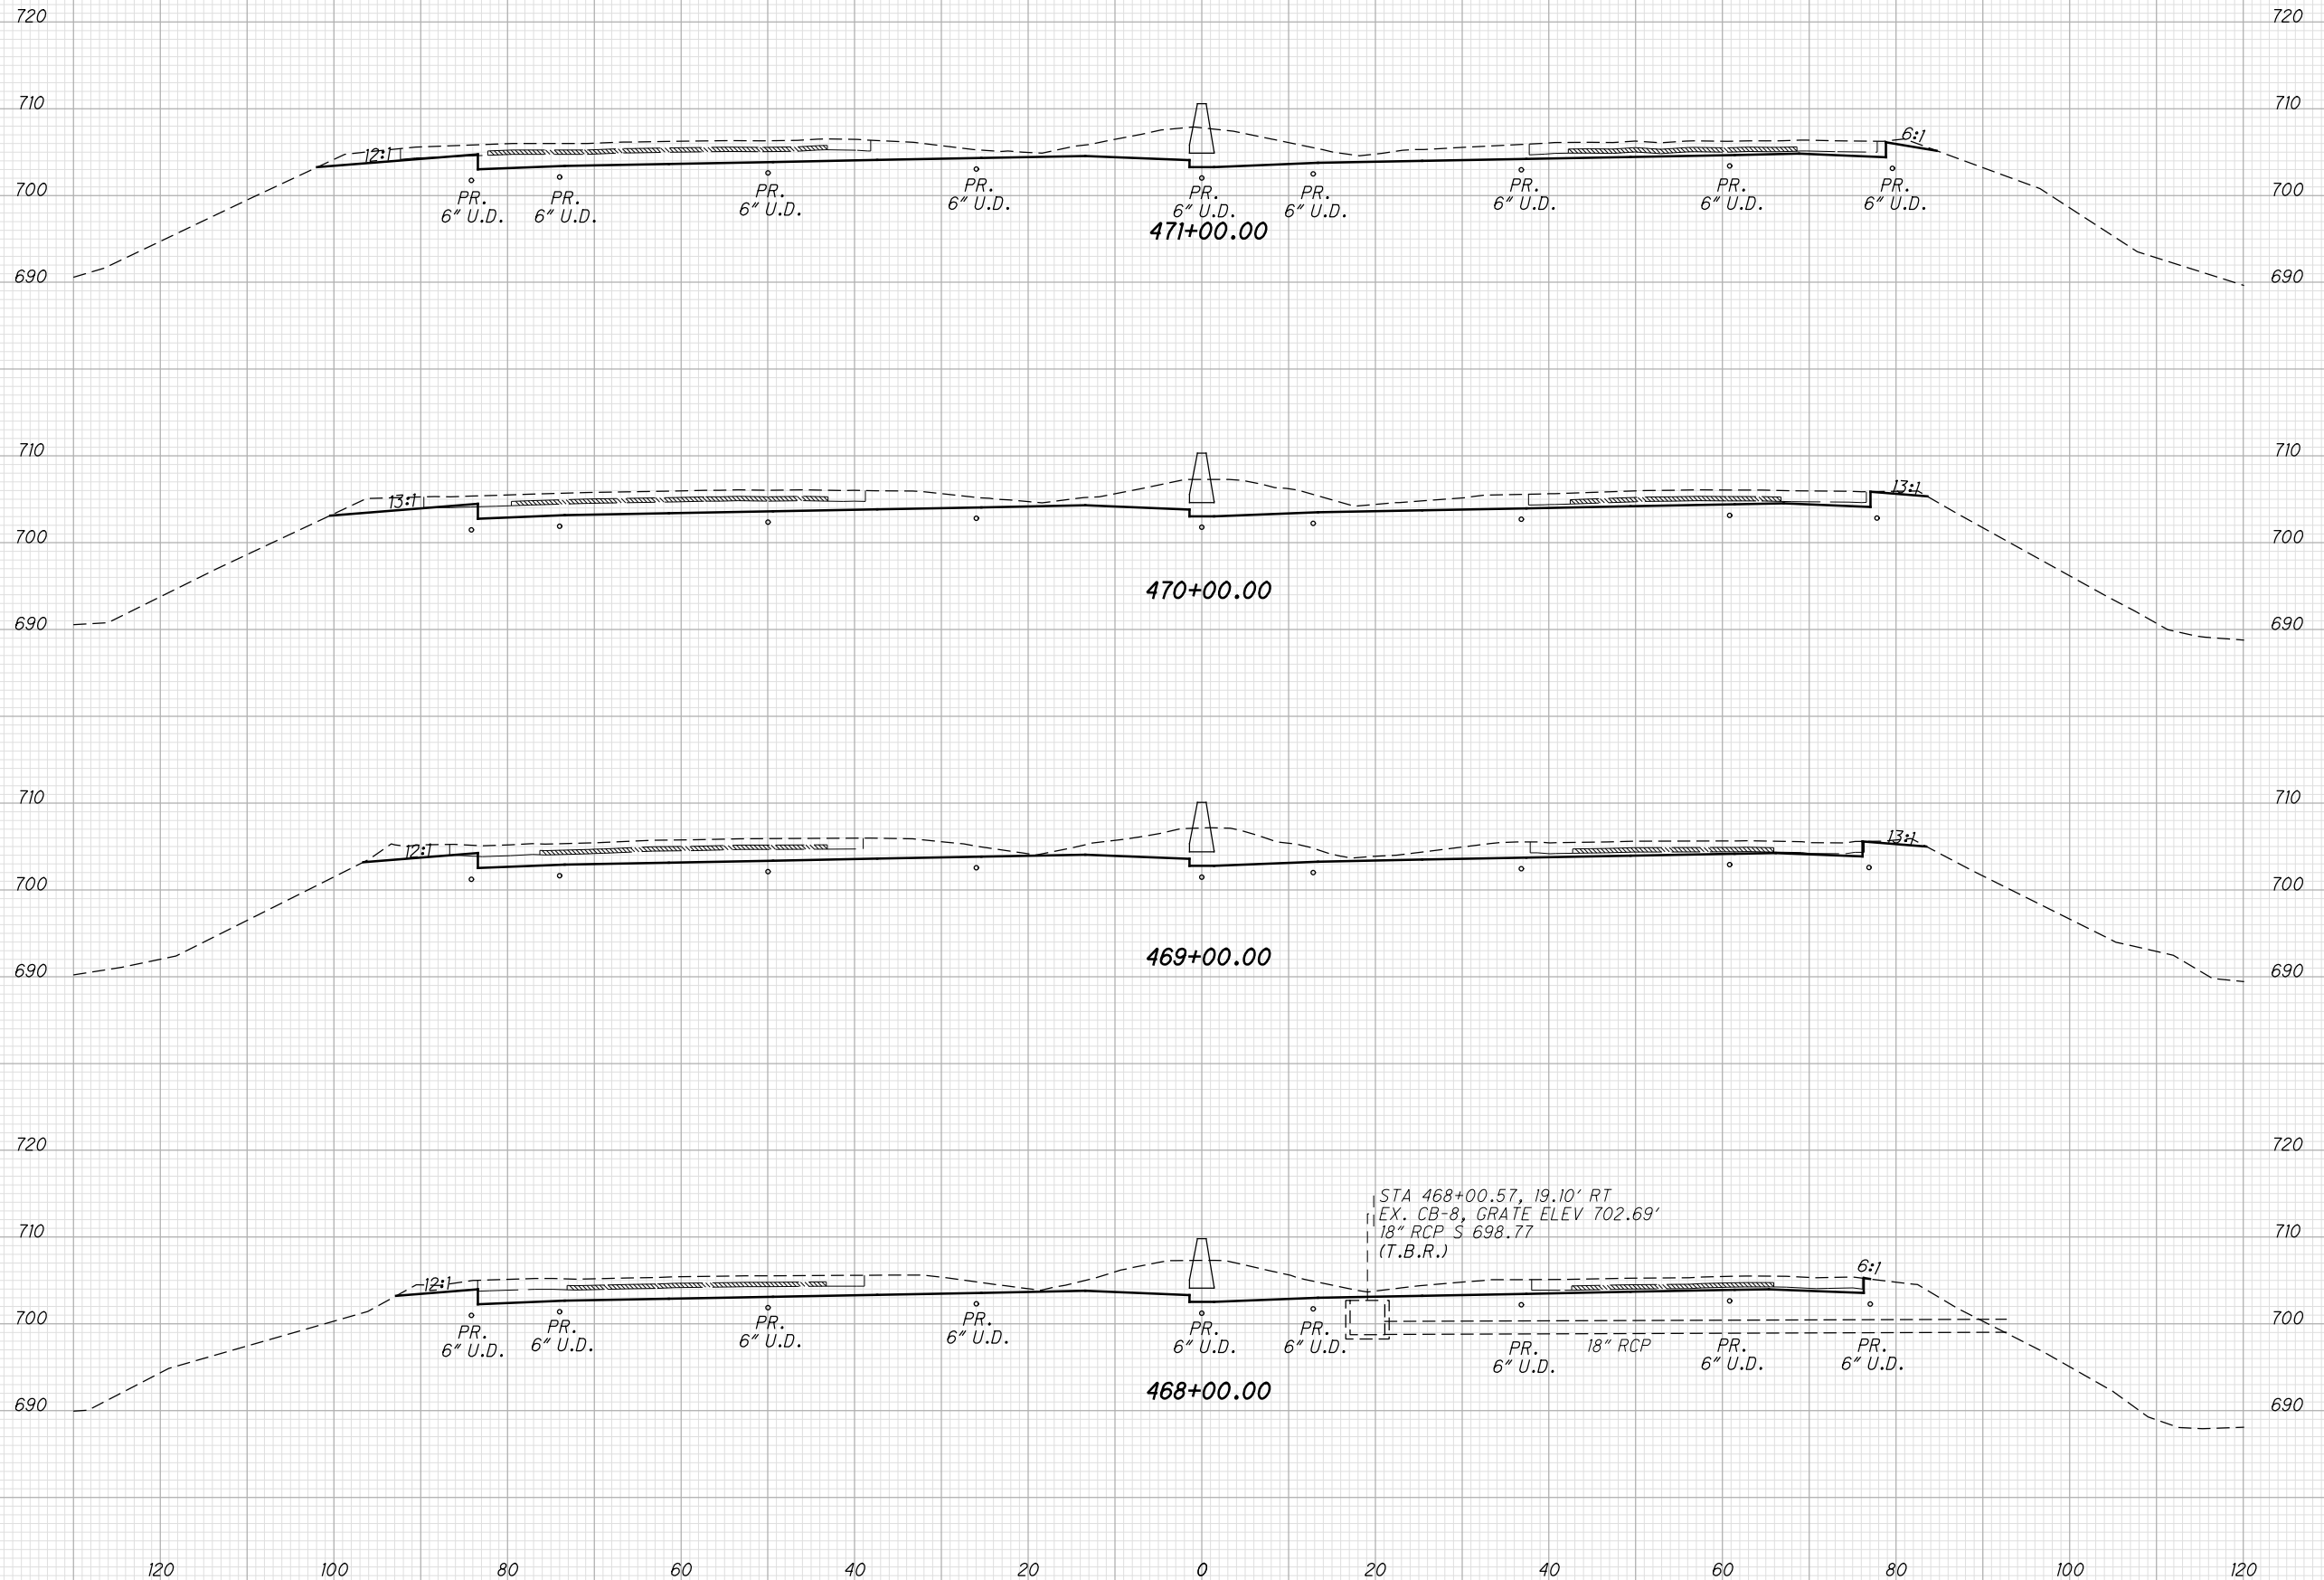 720 720
710 710
12:1 6:1
700 700
PR. PR. PR. PR. PR. PR. PR. PR. PR.
6" U.D. 6" U.D. 6" U.D. 6" U.D. 6" U.D. 6" U.D. 6" U.D. 6" U.D. 6" U.D.
471+00.00
690 690
710 710
13:1 13:1
700 700
470+00.00
690 690
710 710
12:1 13:1
700 700
469+00.00
690 690
720 720
STA 468+00.57, 19.10' RT
EX. CB-8, GRATE ELEV 702.69'
710 710
18" RCP S 698.77
(T.B.R.)
12:1 6:1
700 700
PR. PR. PR. PR. PR. PR. PR. PR. PR.
6" U.D. 6" U.D. 6" U.D. 6" U.D. 6" U.D. 6" U.D. 6" U.D. 6" U.D. 6" U.D.
18" RCP
468+00.00
690 690
120 100 80 60 40 20 0 20 40 60 80 100 120